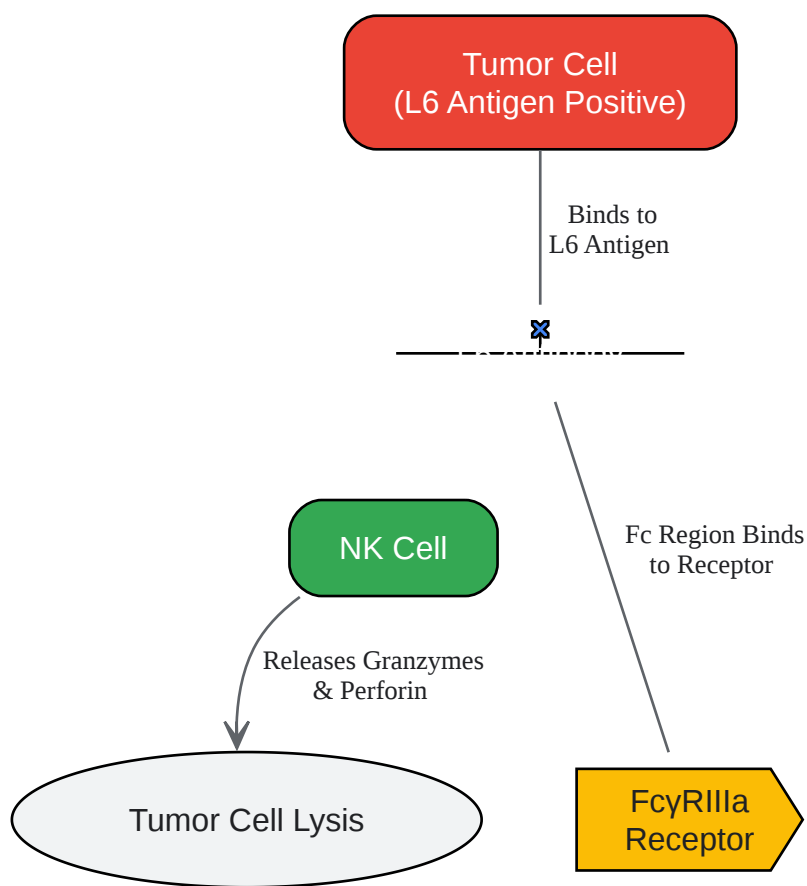 Tumor Cell
(L6 Antigen Positive)
Binds to
L6 Antigen
NK Cell
Fc Region Binds
to Receptor
Releases Granzymes
& Perforin
Tumor Cell Lysis
FcγRIIIa
Receptor